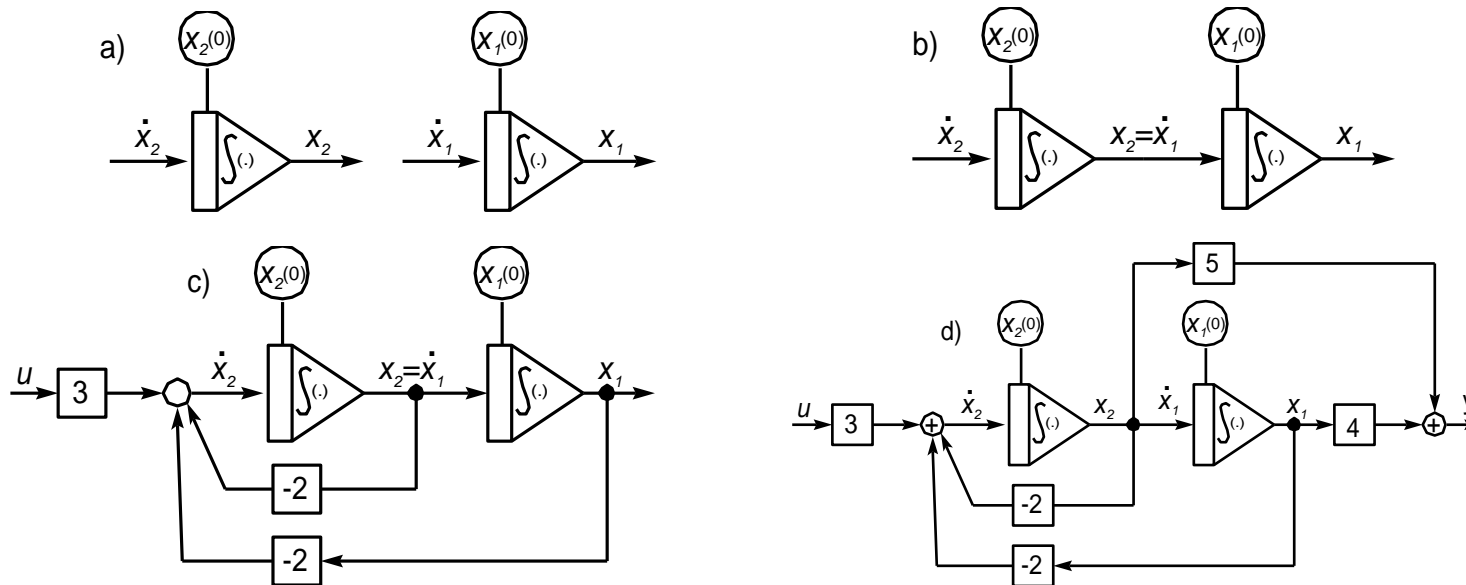 a)
x₂(0)
x₁(0)
ẋ₂
∫(.)
x₂
ẋ₁
∫(.)
x₁
b)
x₂(0)
x₁(0)
ẋ₂
∫(.)
x₂=ẋ₁
∫(.)
x₁
c)
x₂(0)
x₁(0)
u
3
ẋ₂
∫(.)
x₂=ẋ₁
∫(.)
x₁
-2
-2
d)
5
x₂(0)
x₁(0)
u
3
+
ẋ₂
∫(.)
x₂
ẋ₁
∫(.)
x₁
4
+
-2
-2